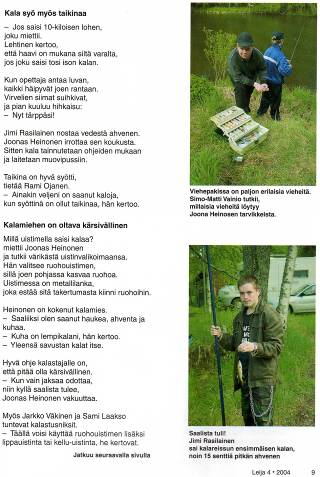 Kala syö myös taikinaa
– Jos saisi 10-kiloisen lohen,
joku miettii.
Lehtinen kertoo,
että haavi on mukana siltä varalta,
jos joku saisi tosi ison kalan.
Kun opettaja antaa luvan,
kaikki häipyvät joen rantaan.
Virvelien siimat suihkivat,
ja pian kuuluu hihkaisu:
– Nyt tärppäsi!
Jimi Rasilainen nostaa vedestä ahvenen.
Joonas Heinonen irrottaa sen koukusta.
Sitten kala tainnutetaan ohjeiden mukaan
ja laitetaan muovipussiin.
Taikina on hyvä syötti,
tietää Rami Ojanen.
– Ainakin veljeni on saanut kaloja,
kun syöttinä on ollut taikinaa, hän kertoo.
Kalamiehen on oltava kärsivällinen
Millä uistimella saisi kalaa?
miettii Joonas Heinonen
ja tutkii värikästä uistinvalikoimaansa.
Hän valitsee ruohouistimen,
sillä joen pohjassa kasvaa ruohoa.
Uistimessa on metallilanka,
joka estää sitä takertumasta kiinni ruohoihin.
Heinonen on kokenut kalamies.
– Saaliiksi olen saanut haukea, ahventa ja
kuhaa.
– Kuha on lempikalani, hän kertoo.
– Yleensä savustan kalat itse.
Hyvä ohje kalastajalle on,
että pitää olla kärsivällinen.
– Kun vain jaksaa odottaa,
niin kyllä saalista tulee,
Joonas Heinonen vakuuttaa.
Myös Jarkko Väkinen ja Sami Laakso
tuntevat kalastusniksit.
– Täällä voisi käyttää ruohouistimen lisäksi
lippauistinta tai kellu-uistinta, he kertovat.
Jatkuu seuraavalla sivulla
Viehepakissa on paljon erilaisia vieheitä.
Simo-Matti Vainio tutkii,
millaisia vieheitä löytyy
Joona Heinosen tarvikkeista.
Saalista tuli!
Jimi Rasilainen
sai kalareissun ensimmäisen kalan,
noin 15 senttiä pitkän ahvenen
Leija 4 • 2004 9